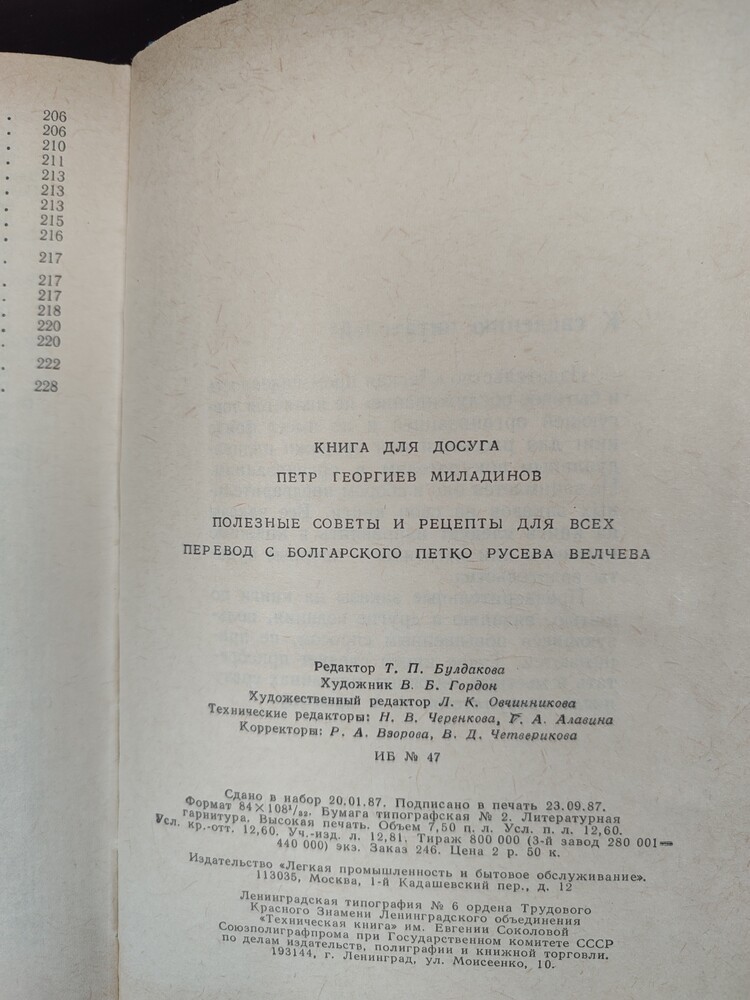 . 206
. 206
. 210
. 211
. 213
. 213
. 213
. 215
. 216
. 217
. 217
. 217
. 218
. 220
. 220
. 222
. 228
КНИГА ДЛЯ ДОСУГА
ПЕТР ГЕОРГИЕВ МИЛАДИНОВ
ПОЛЕЗНЫЕ СОВЕТЫ И РЕЦЕПТЫ ДЛЯ ВСЕХ
ПЕРЕВОД С БОЛГАРСКОГО ПЕТКО РУСЕВА ВЕЛЧЕВА
Редактор Т. П. Булдакова
Художник В. Б. Гордон
Художественный редактор Л. К. Овчинникова
Технические редакторы: Н. В. Черенкова, Г. А. Алавина
Корректоры: Р. А. Взорова, В. Д. Четверикова
ИБ № 47
Сдано в набор 20.01.87. Подписано в печать 23.09.87.
Формат 84×108¹/₃₂. Бумага типографская № 2. Литературная
гарнитура. Высокая печать. Объем 7,50 п. л. Усл. п. л. 12,60.
Усл. кр.-отт. 12,60. Уч.-изд. л. 12,81. Тираж 800 000 (3-й завод 280 001—
440 000) экз. Заказ 246. Цена 2 р. 50 к.
Издательство «Легкая промышленность и бытовое обслуживание».
113035, Москва, 1-й Кадашевский пер., д. 12
Ленинградская типография № 6 ордена Трудового
Красного Знамени Ленинградского объединения
«Техническая книга» им. Евгении Соколовой
Союзполиграфпрома при Государственном комитете СССР
по делам издательств, полиграфии и книжной торговли.
193144, г. Ленинград, ул. Моисеенко, 10.